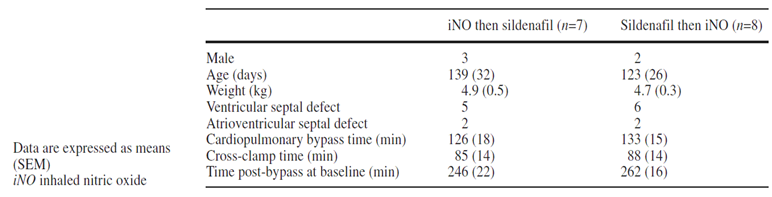 iNO then sildenafil (n=7) Sildenafil then iNO (n=8)
Male 3 2
Age (days) 139 (32) 123 (26)
Weight (kg) 4.9 (0.5) 4.7 (0.3)
Ventricular septal defect 5 6
Atrioventricular septal defect 2 2
Cardiopulmonary bypass time (min) 126 (18) 133 (15)
Cross-clamp time (min) 85 (14) 88 (14)
Time post-bypass at baseline (min) 246 (22) 262 (16)
Data are expressed as means
(SEM)
iNO inhaled nitric oxide